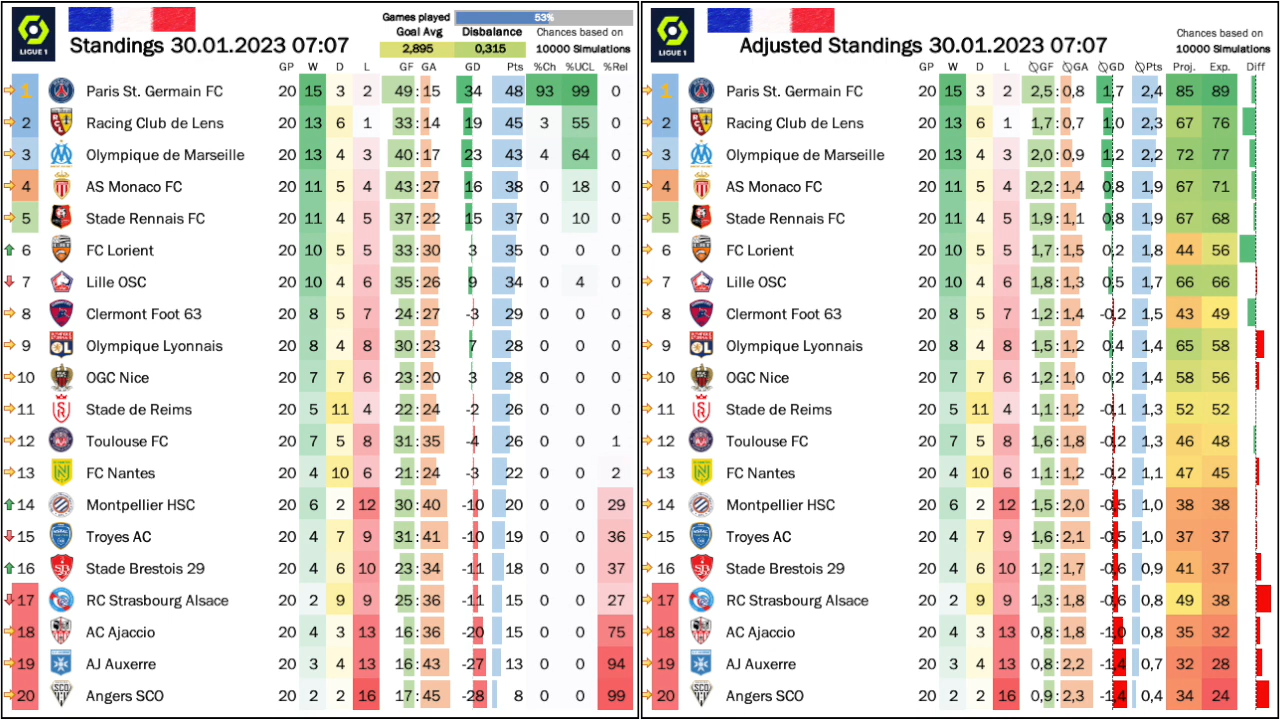 Games played 53%
Goal Avg Disbalance Chances based on
LIGUE 1 Standings 30.01.2023 07:07 2,895 0,315 10000 Simulations
GP W D L GF GA GD Pts %Ch %UCL %Rel
1 Paris St. Germain FC 20 15 3 2 49 : 15 34 48 93 99 0
2 Racing Club de Lens 20 13 6 1 33 : 14 19 45 3 55 0
3 Olympique de Marseille 20 13 4 3 40 : 17 23 43 4 64 0
4 AS Monaco FC 20 11 5 4 43 : 27 16 38 0 18 0
5 Stade Rennais FC 20 11 4 5 37 : 22 15 37 0 10 0
6 FC Lorient 20 10 5 5 33 : 30 3 35 0 0 0
7 Lille OSC 20 10 4 6 35 : 26 9 34 0 4 0
8 Clermont Foot 63 20 8 5 7 24 : 27 -3 29 0 0 0
9 Olympique Lyonnais 20 8 4 8 30 : 23 7 28 0 0 0
10 OGC Nice 20 7 7 6 23 : 20 3 28 0 0 0
11 Stade de Reims 20 5 11 4 22 : 24 -2 26 0 0 0
12 Toulouse FC 20 7 5 8 31 : 35 -4 26 0 0 1
13 FC Nantes 20 4 10 6 21 : 24 -3 22 0 0 2
14 Montpellier HSC 20 6 2 12 30 : 40 -10 20 0 0 29
15 Troyes AC 20 4 7 9 31 : 41 -10 19 0 0 36
16 Stade Brestois 29 20 4 6 10 23 : 34 -11 18 0 0 37
17 RC Strasbourg Alsace 20 2 9 9 25 : 36 -11 15 0 0 27
18 AC Ajaccio 20 4 3 13 16 : 36 -20 15 0 0 75
19 AJ Auxerre 20 3 4 13 16 : 43 -27 13 0 0 94
20 Angers SCO 20 2 2 16 17 : 45 -28 8 0 0 99
Chances based on
LIGUE 1 Adjusted Standings 30.01.2023 07:07 10000 Simulations
GP W D L ∅GF ∅GA ∅GD ∅Pts Proj. Exp. Diff
1 Paris St. Germain FC 20 15 3 2 2,5 : 0,8 1,7 2,4 85 89
2 Racing Club de Lens 20 13 6 1 1,7 : 0,7 1,0 2,3 67 76
3 Olympique de Marseille 20 13 4 3 2,0 : 0,9 1,2 2,2 72 77
4 AS Monaco FC 20 11 5 4 2,2 : 1,4 0,8 1,9 67 71
5 Stade Rennais FC 20 11 4 5 1,9 : 1,1 0,8 1,9 67 68
6 FC Lorient 20 10 5 5 1,7 : 1,5 0,2 1,8 44 56
7 Lille OSC 20 10 4 6 1,8 : 1,3 0,5 1,7 66 66
8 Clermont Foot 63 20 8 5 7 1,2 : 1,4 -0,2 1,5 43 49
9 Olympique Lyonnais 20 8 4 8 1,5 : 1,2 0,4 1,4 65 58
10 OGC Nice 20 7 7 6 1,2 : 1,0 0,2 1,4 58 56
11 Stade de Reims 20 5 11 4 1,1 : 1,2 -0,1 1,3 52 52
12 Toulouse FC 20 7 5 8 1,6 : 1,8 -0,2 1,3 46 48
13 FC Nantes 20 4 10 6 1,1 : 1,2 -0,2 1,1 47 45
14 Montpellier HSC 20 6 2 12 1,5 : 2,0 -0,5 1,0 38 38
15 Troyes AC 20 4 7 9 1,6 : 2,1 -0,5 1,0 37 37
16 Stade Brestois 29 20 4 6 10 1,2 : 1,7 -0,6 0,9 41 37
17 RC Strasbourg Alsace 20 2 9 9 1,3 : 1,8 -0,6 0,8 49 38
18 AC Ajaccio 20 4 3 13 0,8 : 1,8 -1,0 0,8 35 32
19 AJ Auxerre 20 3 4 13 0,8 : 2,2 -1,4 0,7 32 28
20 Angers SCO 20 2 2 16 0,9 : 2,3 -1,4 0,4 34 24